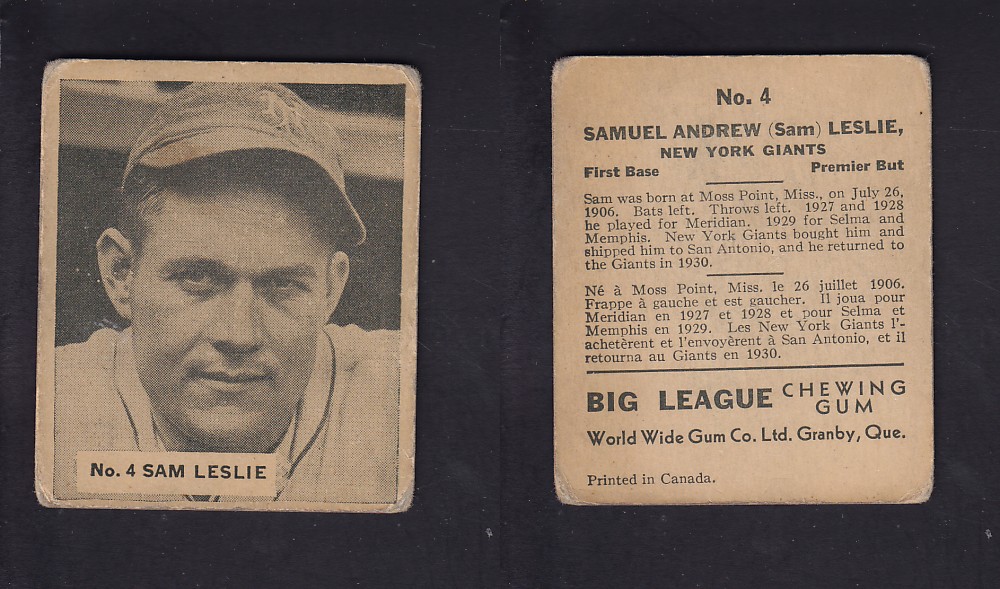 No. 4 SAM LESLIE
No. 4
SAMUEL ANDREW (Sam) LESLIE,
NEW YORK GIANTS
First Base Premier But
Sam was born at Moss Point, Miss., on July 26,
1906. Bats left. Throws left. 1927 and 1928
he played for Meridian. 1929 for Selma and
Memphis. New York Giants bought him and
shipped him to San Antonio, and he returned to
the Giants in 1930.
Né à Moss Point, Miss. le 26 juillet 1906.
Frappe à gauche et est gaucher. Il joua pour
Meridian en 1927 et 1928 et pour Selma et
Memphis en 1929. Les New York Giants l'-
achetèrent et l'envoyèrent à San Antonio, et il
retourna au Giants en 1930.
BIG LEAGUE CHEWING
GUM
World Wide Gum Co. Ltd. Granby, Que.
Printed in Canada.